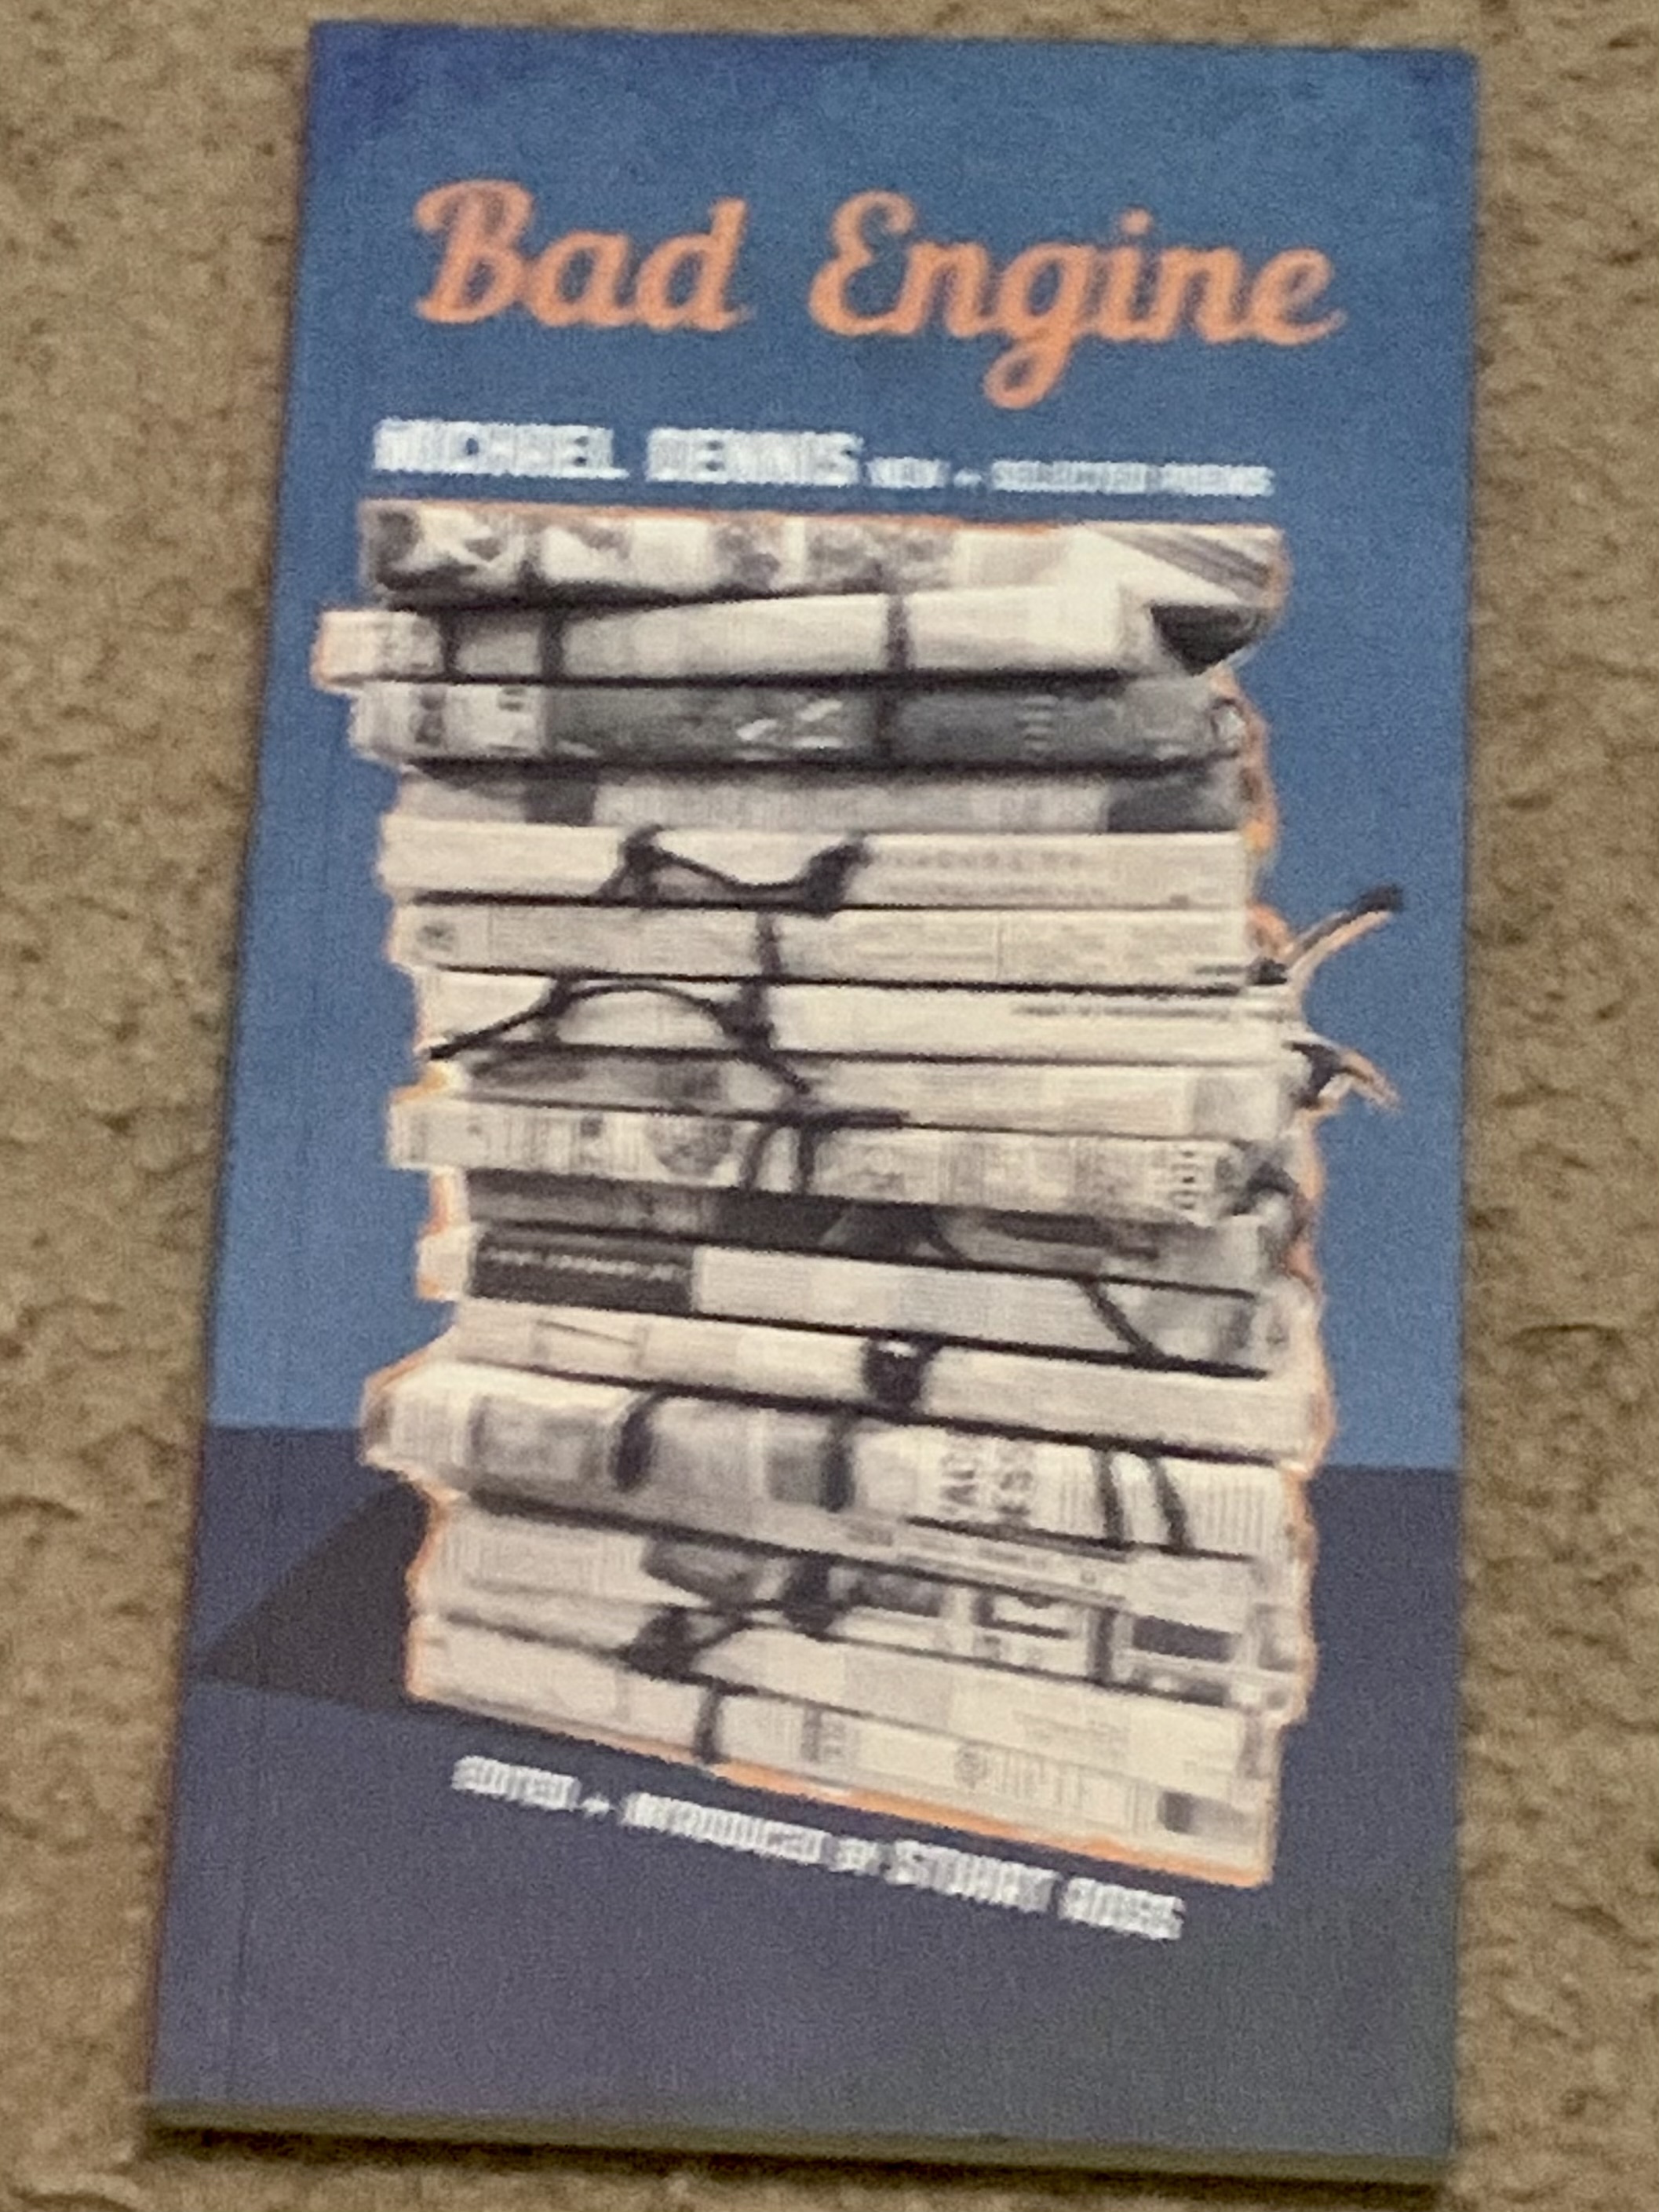 Bad Engine
MICHAEL DENNIS NEW + SELECTED POEMS
EDITED + INTRODUCED BY STUART ROSS